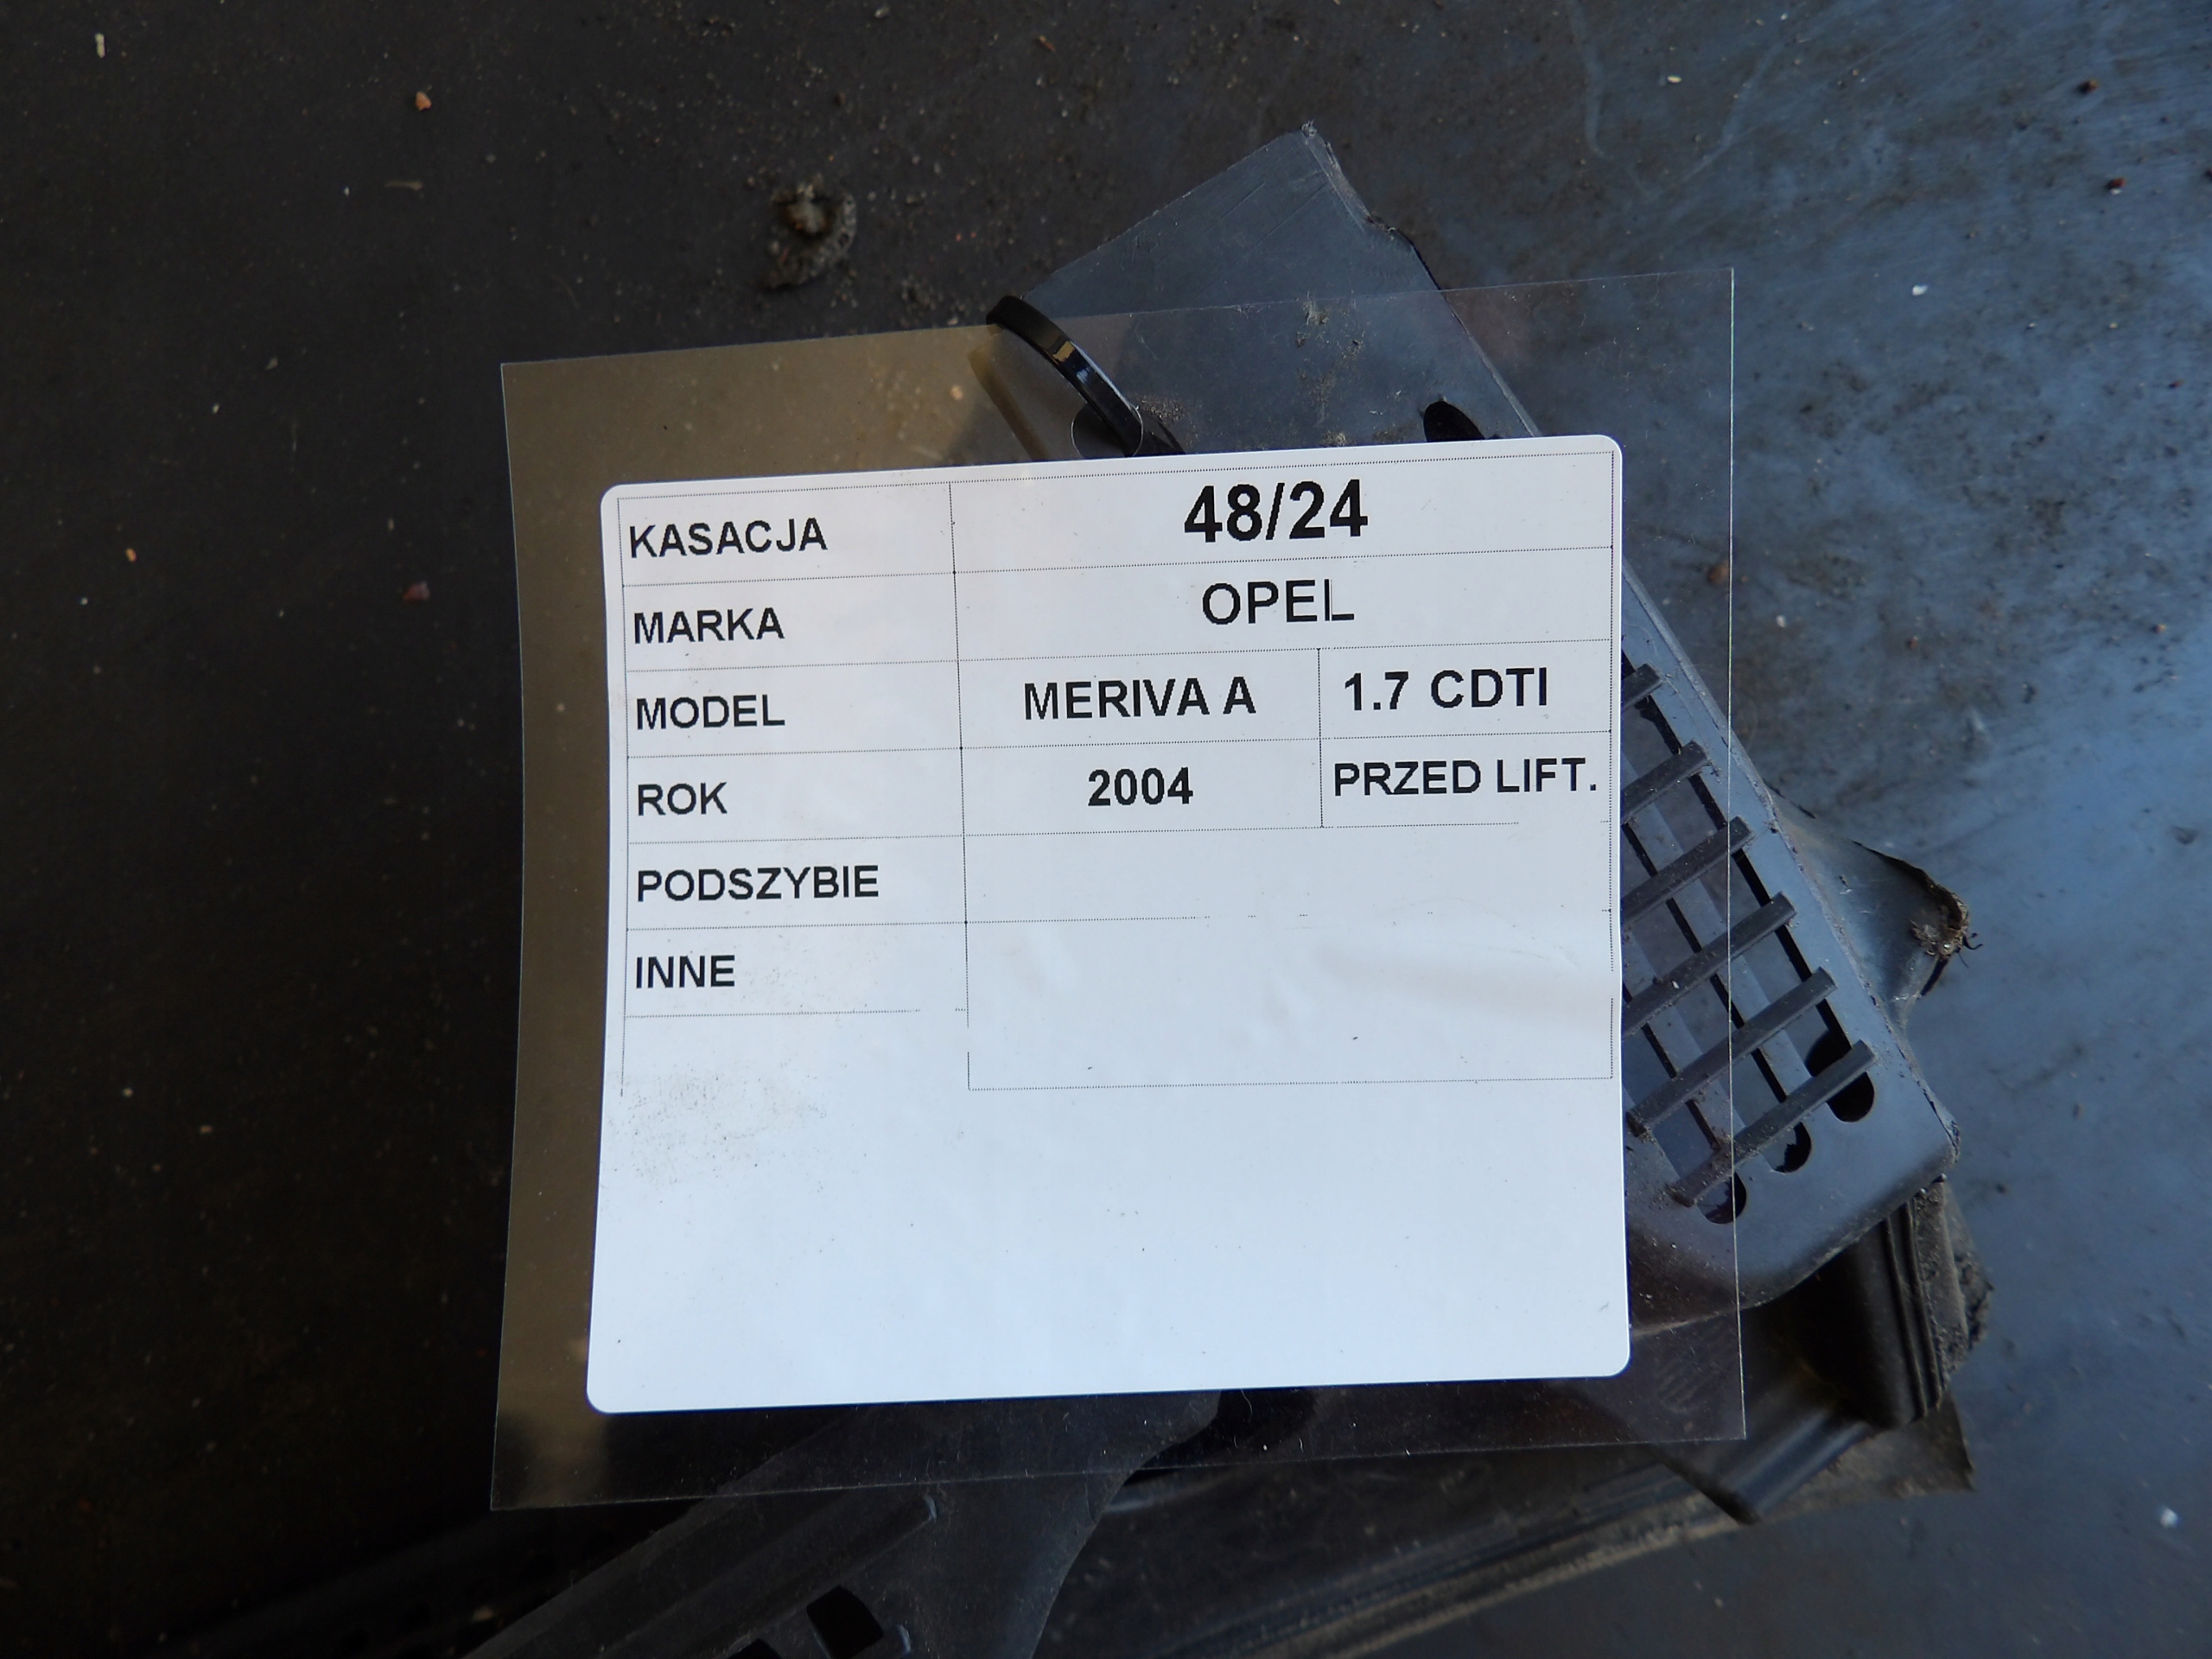 KASACJA 48/24
MARKA OPEL
MODEL MERIVA A 1.7 CDTI
ROK 2004 PRZED LIFT.
PODSZYBIE
INNE